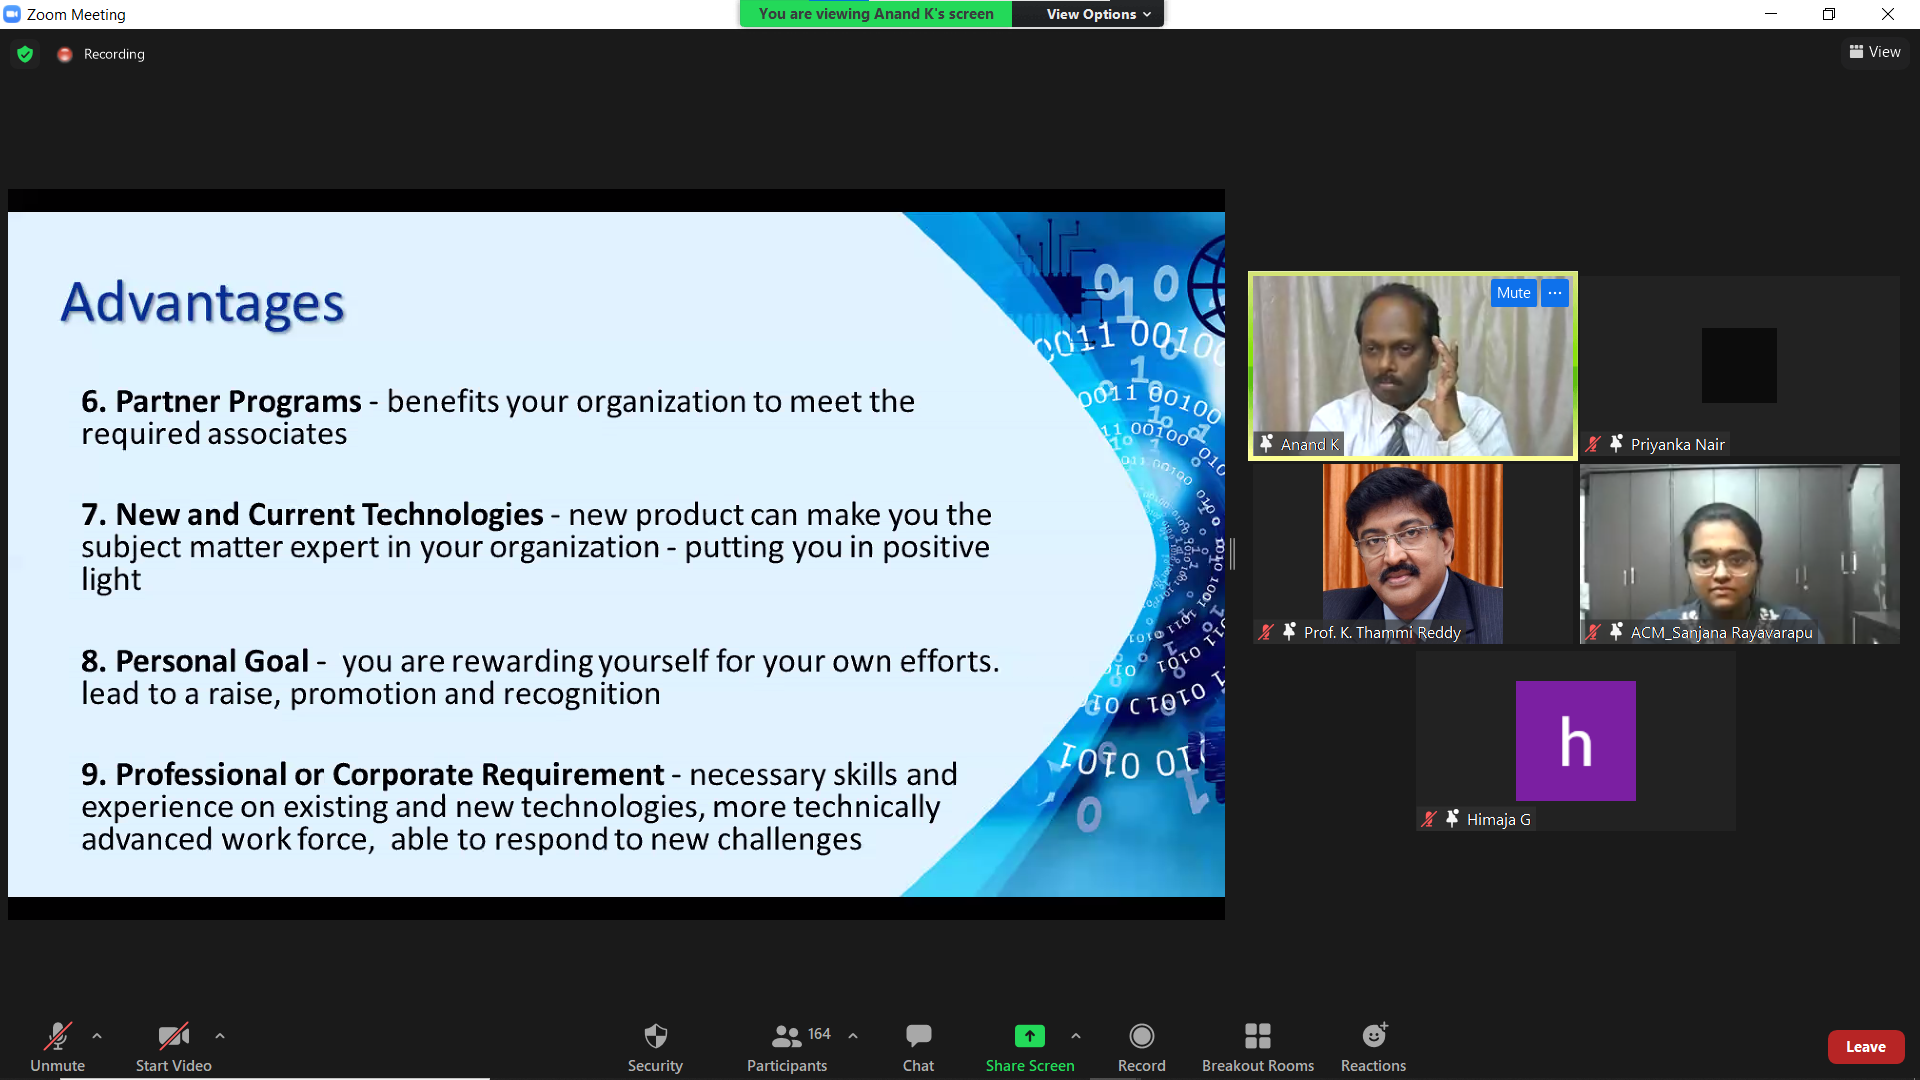 Zoom Meeting
You are viewing Anand K's screen
View Options
Recording
View
Advantages
6. Partner Programs - benefits your organization to meet the
required associates
7. New and Current Technologies - new product can make you the
subject matter expert in your organization - putting you in positive
light
8. Personal Goal -  you are rewarding yourself for your own efforts.
lead to a raise, promotion and recognition
9. Professional or Corporate Requirement - necessary skills and
experience on existing and new technologies, more technically
advanced work force,  able to respond to new challenges
Mute
Anand K
Priyanka Nair
Prof. K. Thammi Reddy
ACM_Sanjana Rayavarapu
h
Himaja G
Unmute
Start Video
Security
164
Participants
Chat
Share Screen
Record
Breakout Rooms
Reactions
Leave